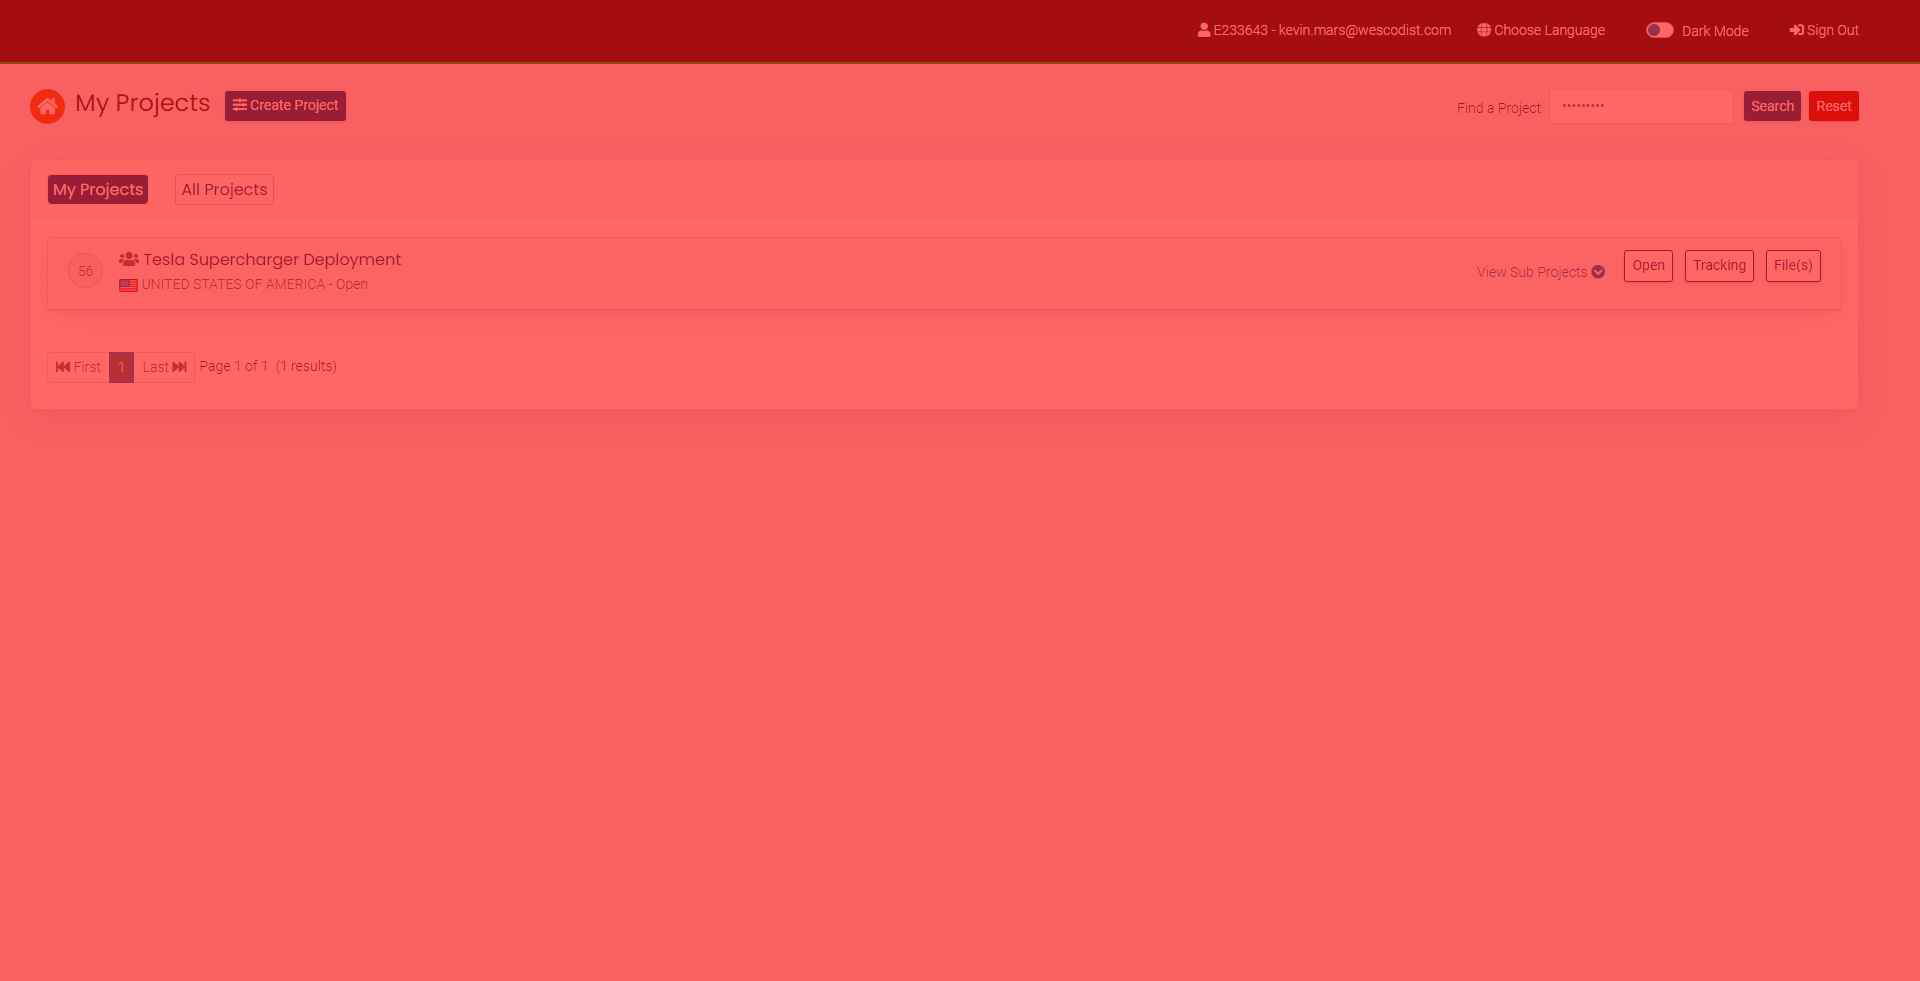 E233643 - kevin.mars@wescodist.com Choose Language Dark Mode Sign Out
My Projects Create Project Find a Project ········· Search Reset
My Projects All Projects
56 Tesla Supercharger Deployment
UNITED STATES OF AMERICA - Open
View Sub Projects Open Tracking File(s)
First 1 Last Page 1 of 1 (1 results)